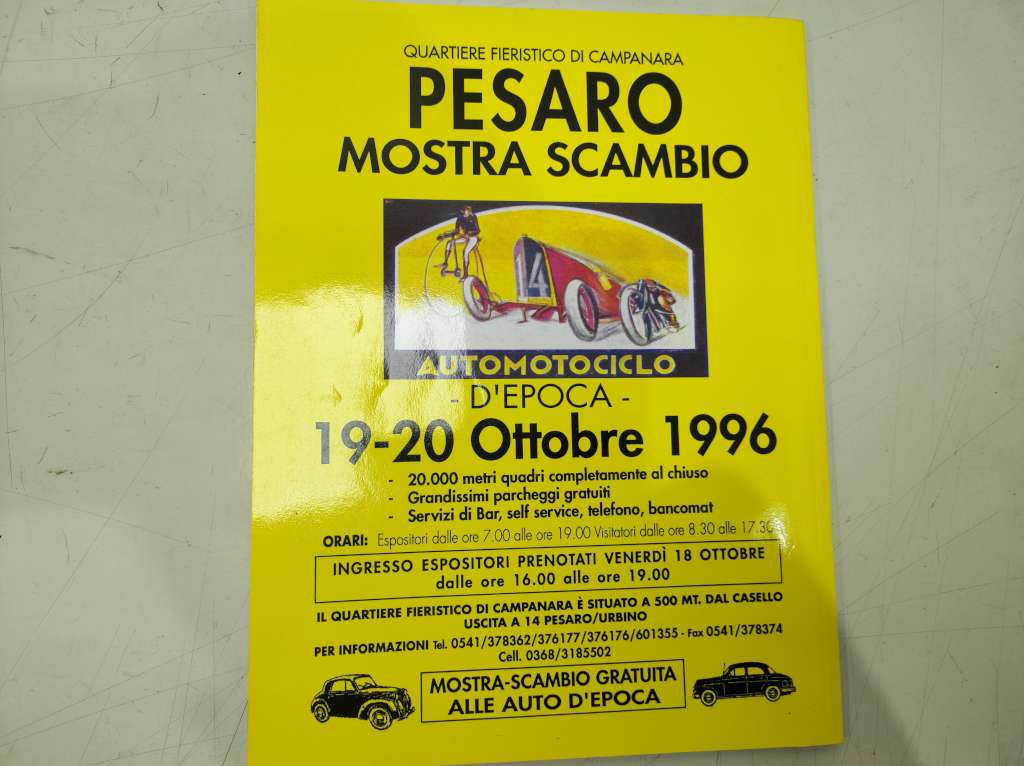 QUARTIERE FIERISTICO DI CAMPANARA
PESARO
MOSTRA SCAMBIO
14
AUTOMOTOCICLO
- D'EPOCA -
19-20 Ottobre 1996
- 20.000 metri quadri completamente al chiuso
- Grandissimi parcheggi gratuiti
- Servizi di Bar, self service, telefono, bancomat
ORARI: Espositori dalle ore 7.00 alle ore 19.00 Visitatori dalle ore 8.30 alle 17.30
INGRESSO ESPOSITORI PRENOTATI VENERDÌ 18 OTTOBRE
dalle ore 16.00 alle ore 19.00
IL QUARTIERE FIERISTICO DI CAMPANARA È SITUATO A 500 MT. DAL CASELLO
USCITA A 14 PESARO/URBINO
PER INFORMAZIONI Tel. 0541/378362/376177/376176/601355 - Fax 0541/378374
Cell. 0368/3185502
MOSTRA-SCAMBIO GRATUITA
ALLE AUTO D'EPOCA